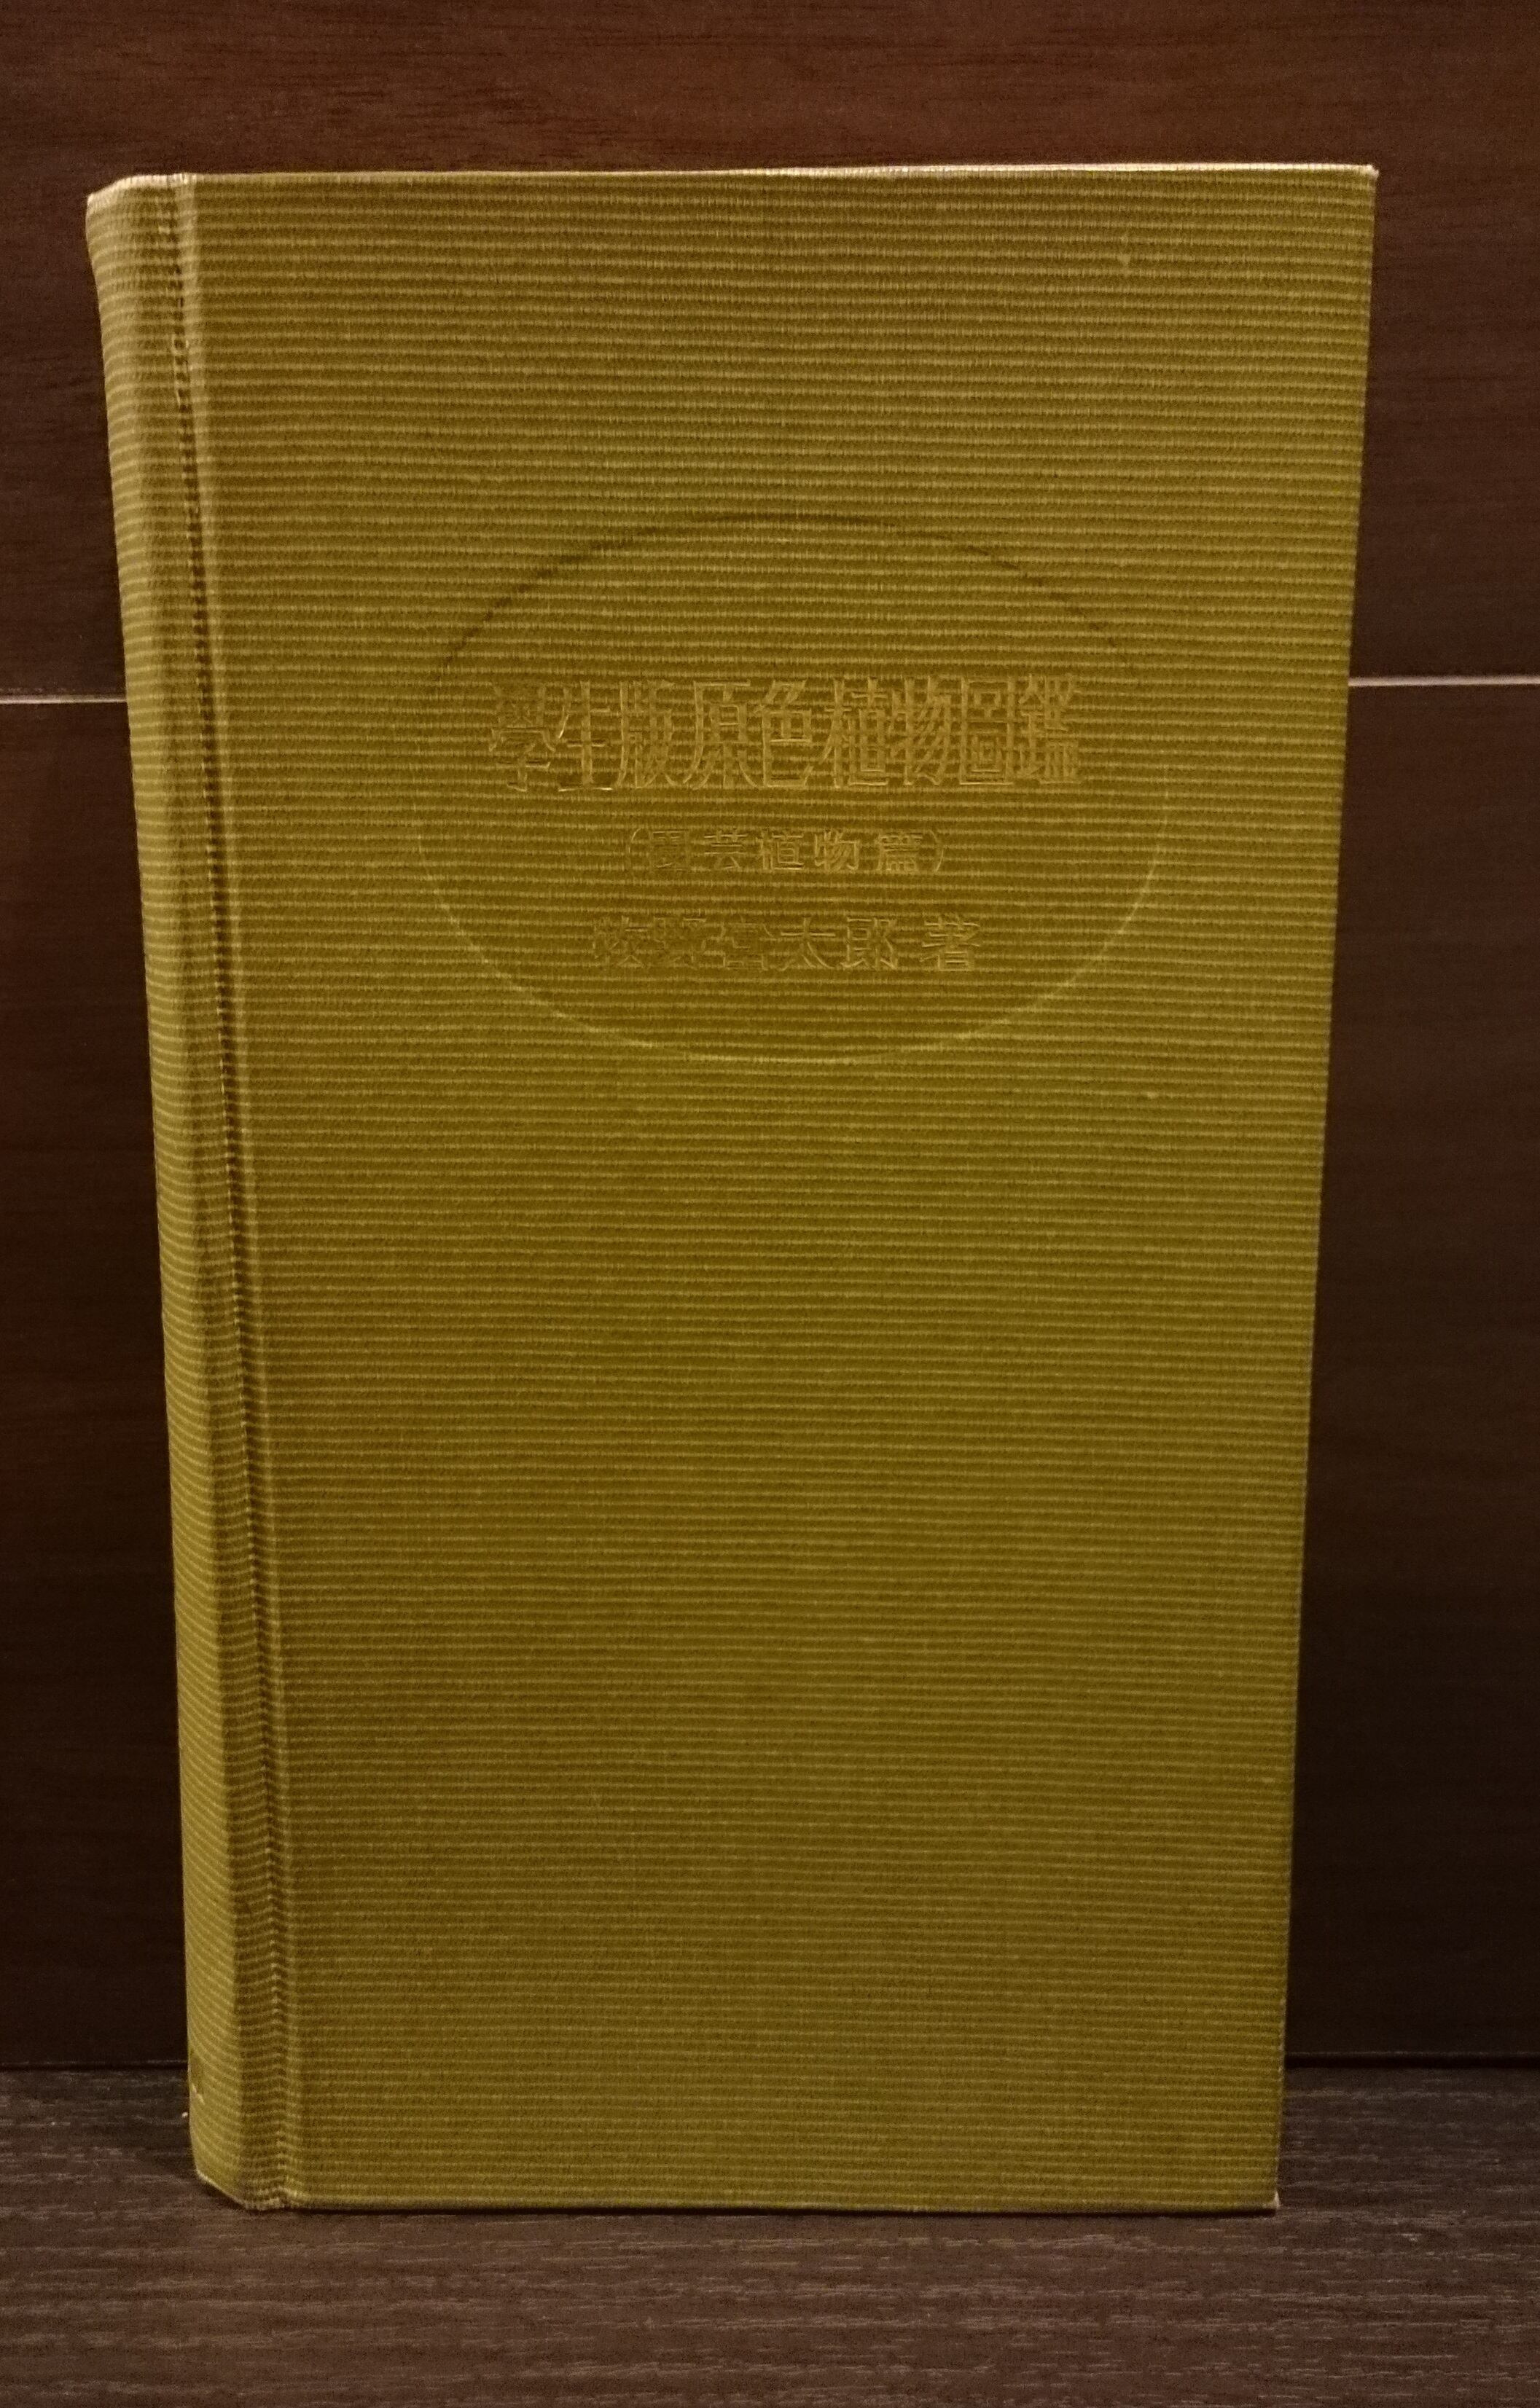 學生版原色植物圖鑑
(園芸植物篇)
牧野富太郎 著